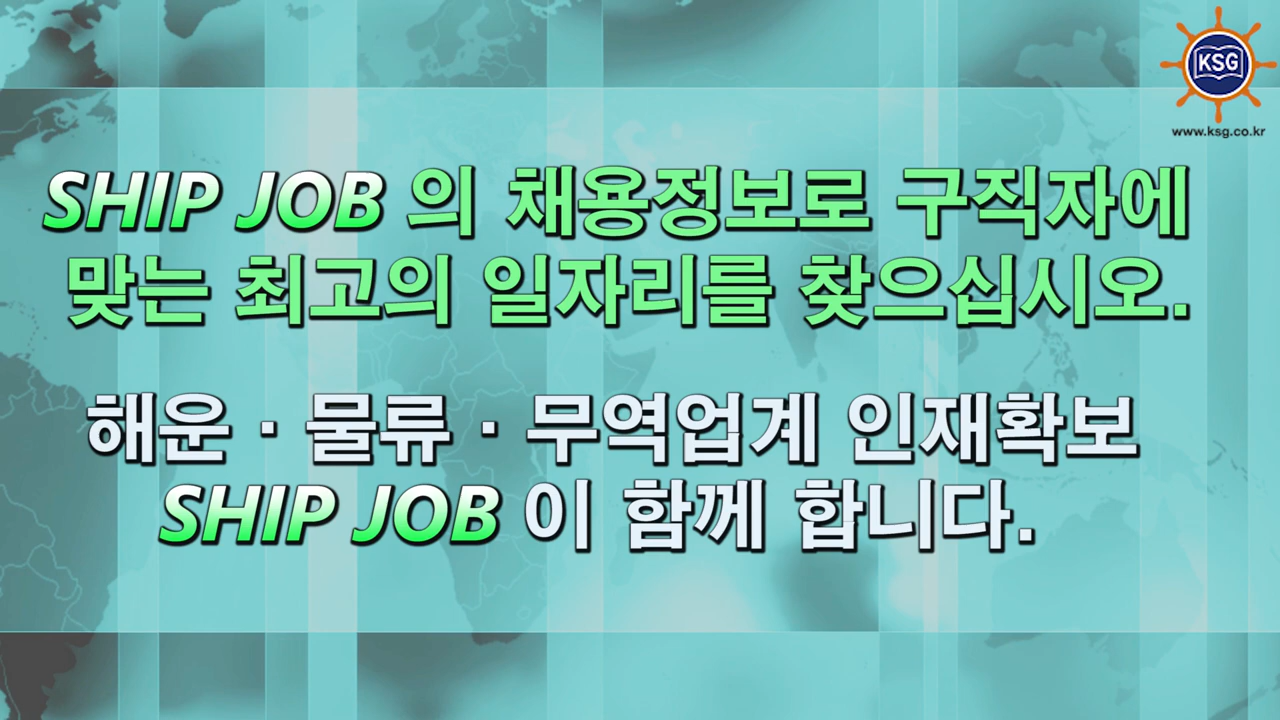 KSG
www.ksg.co.kr
SHIP JOB 의 채용정보로 구직자에
맞는 최고의 일자리를 찾으십시오.
해운 · 물류 · 무역업계 인재확보
SHIP JOB 이 함께 합니다.